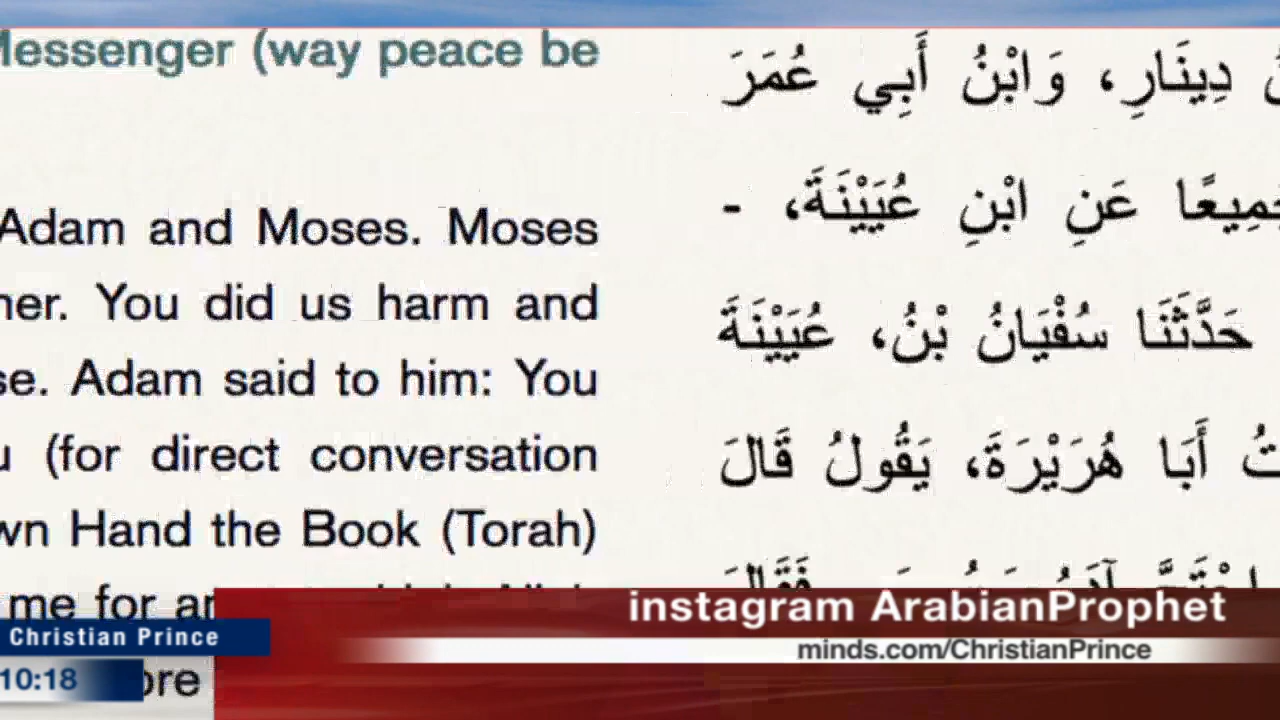 Messenger (way peace be
Adam and Moses. Moses
ner. You did us harm and
se. Adam said to him: You
u (for direct conversation
wn Hand the Book (Torah)
me for an
ore
دِينَارٍ، وَابْنُ أَبِي عُمَرَ
جَمِيعًا عَنِ ابْنِ عُيَيْنَةَ، -
حَدَّثَنَا سُفْيَانُ بْنُ، عُيَيْنَةَ
تُ أَبَا هُرَيْرَةَ، يَقُولُ قَالَ
instagram ArabianProphet
minds.com/ChristianPrince
Christian Prince
10:18